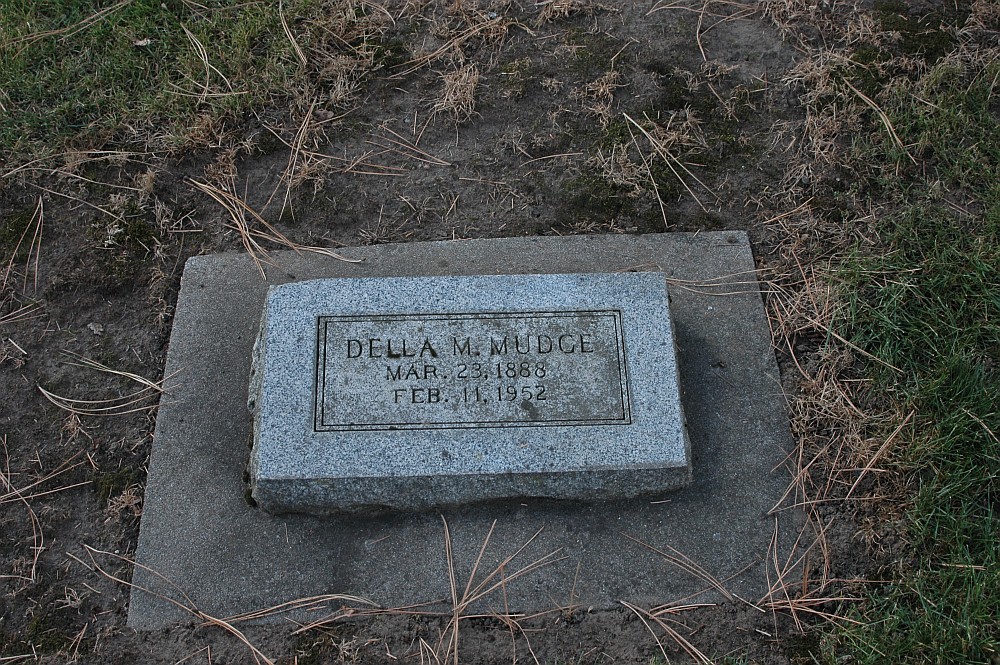 DELLA M. MUDGE
MAR. 23, 1888
FEB. 11, 1952